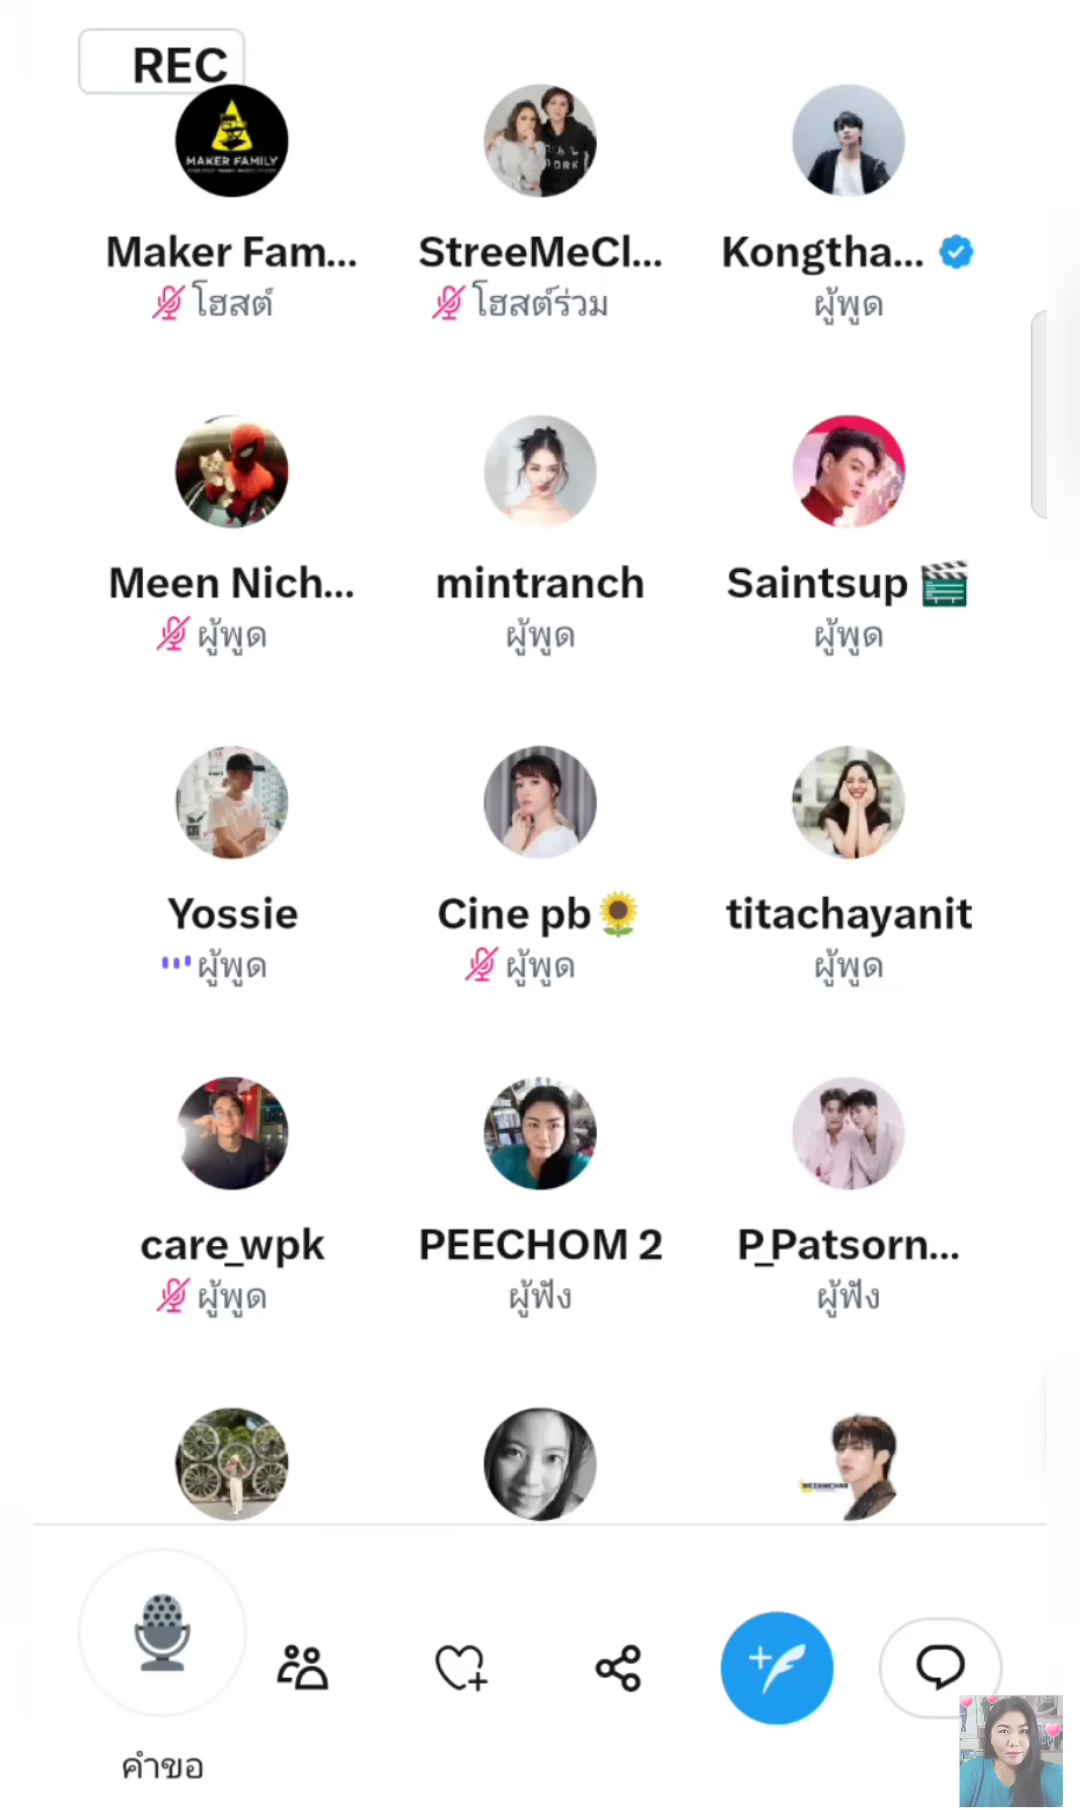 REC
MAKER FAMILY
Maker Fam...
StreeMeCl...
Kongtha...
โฮสต์
โฮสต์ร่วม
ผู้พูด
Meen Nich...
mintranch
Saintsup
ผู้พูด
ผู้พูด
ผู้พูด
Yossie
Cine pb
titachayanit
ผู้พูด
ผู้พูด
ผู้พูด
care_wpk
PEECHOM 2
P_Patsorn...
ผู้พูด
ผู้ฟัง
ผู้ฟัง
คำขอ